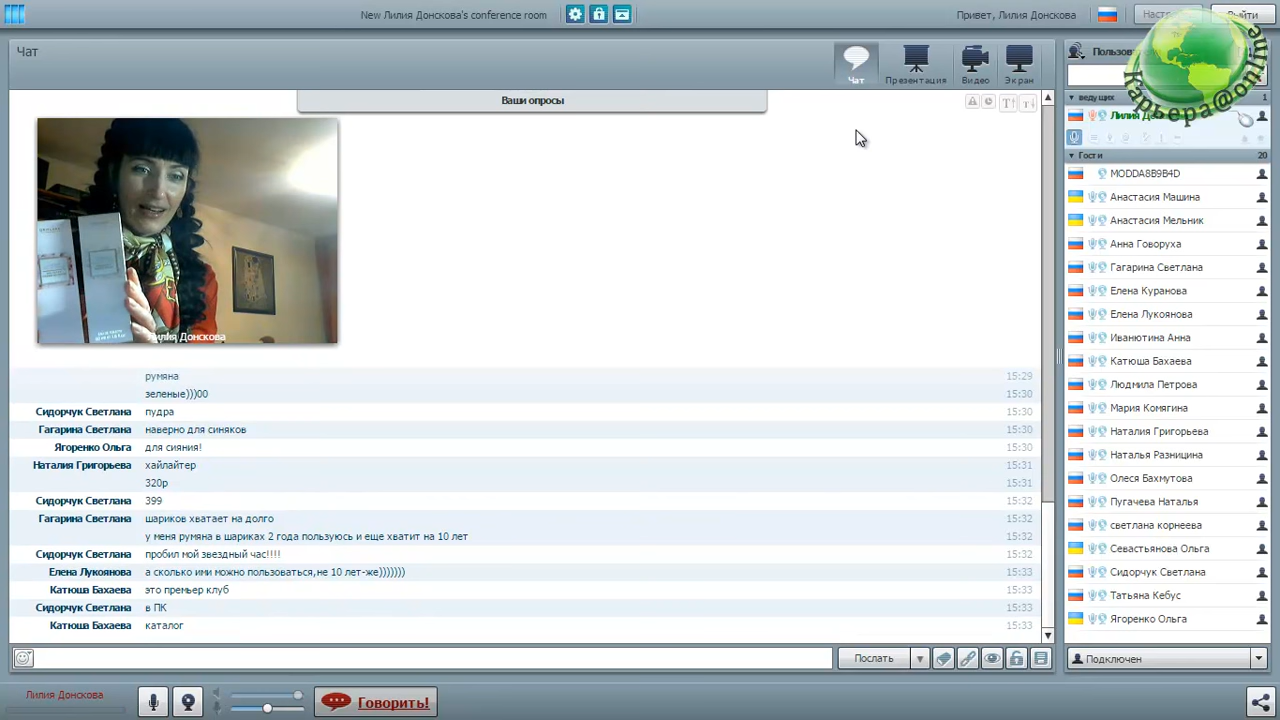 New Лилия Донскова's conference room
Привет, Лилия Донскова
Выйти
Чат
Чат
Презентация
Видео
Экран
Карьера@online
Ваши опросы
ведущих 1
Гости 20
MODDA8B9B4D
Анастасия Машина
Анастасия Мельник
Анна Говоруха
Гагарина Светлана
Елена Куранова
Елена Лукоянова
Иванютина Анна
Катюша Бахаева
Людмила Петрова
Мария Комягина
Наталия Григорьева
Наталья Разницина
Олеся Бахмутова
Пугачева Наталья
светлана корнеева
Севастьянова Ольга
Сидорчук Светлана
Татьяна Кебус
Ягоренко Ольга
Лилия Донскова
румяна 15:29
зеленые)))00 15:30
Сидорчук Светлана пудра 15:30
Гагарина Светлана наверно для синяков 15:30
Ягоренко Ольга для сияния! 15:30
Наталия Григорьева хайлайтер 15:31
320р 15:31
Сидорчук Светлана 399 15:32
Гагарина Светлана шариков хватает на долго 15:32
у меня румяна в шариках 2 года пользуюсь и еще хватит на 10 лет 15:32
Сидорчук Светлана пробил мой звездный час!!!! 15:32
Елена Лукоянова а сколько ими можно пользоваться,не 10 лет-же))))))) 15:33
Катюша Бахаева это премьер клуб 15:33
Сидорчук Светлана в ПК 15:33
Катюша Бахаева каталог 15:33
Послать
Подключен
Лилия Донскова
Говорить!